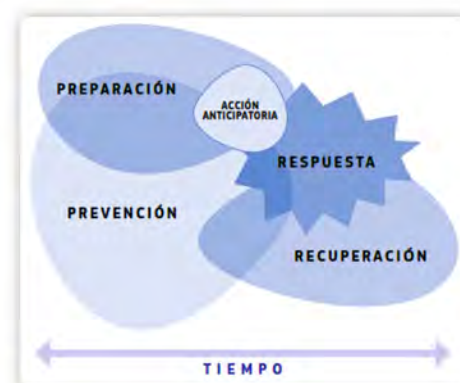 PREPARACIÓN
ACCIÓN
ANTICIPATORIA
RESPUESTA
PREVENCIÓN
RECUPERACIÓN
TIEMPO